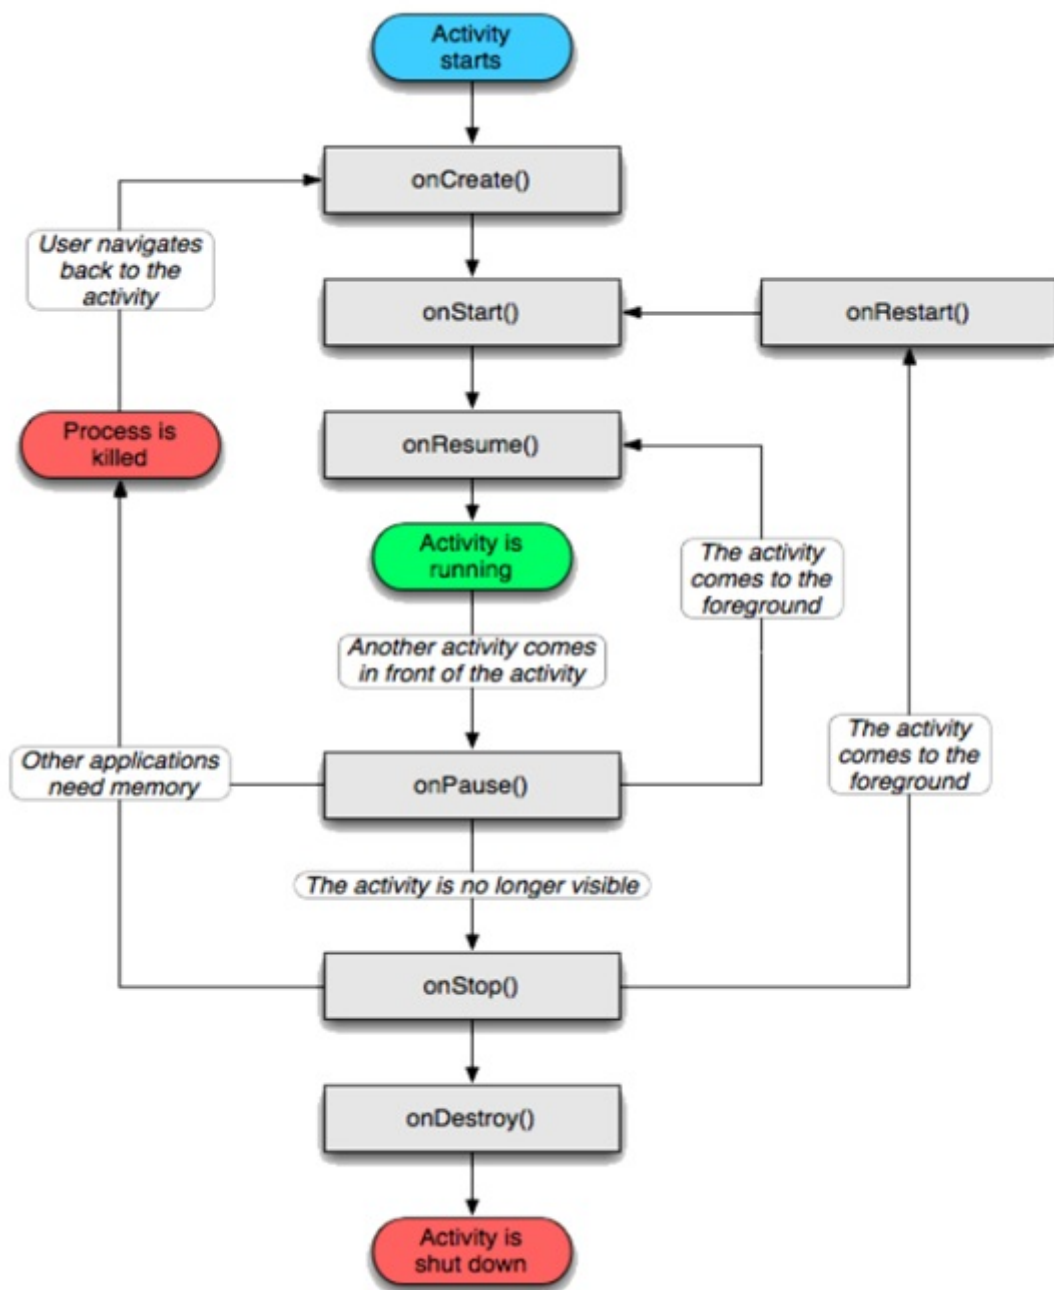 Activity
starts
onCreate()
User navigates
back to the
activity
onStart()
onRestart()
Process is
killed
onResume()
Activity is
running
The activity
comes to the
foreground
Another activity comes
in front of the activity
The activity
comes to the
foreground
Other applications
need memory
onPause()
The activity is no longer visible
onStop()
onDestroy()
Activity is
shut down